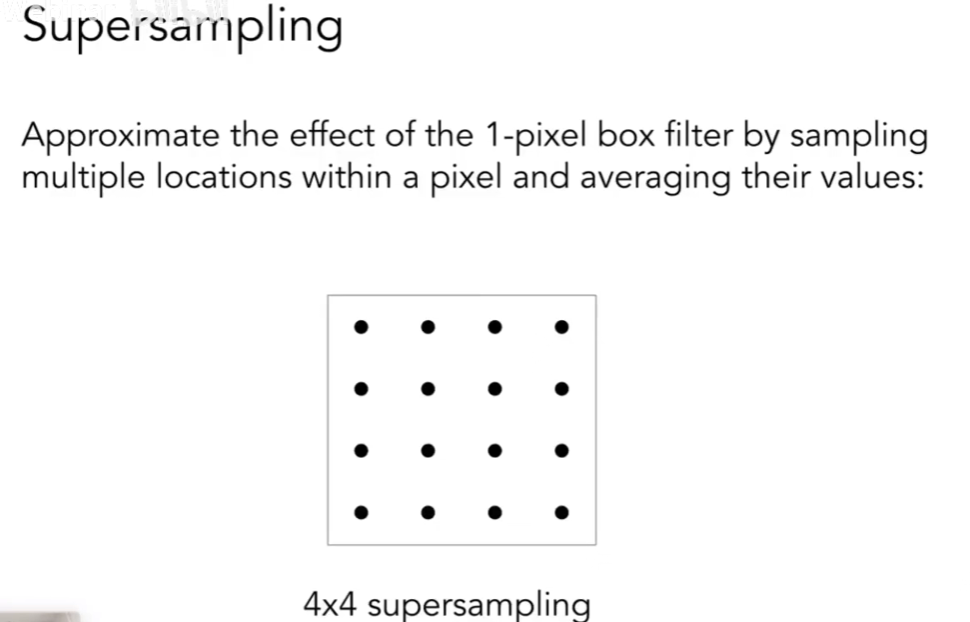 Supersampling
Approximate the effect of the 1-pixel box filter by sampling
multiple locations within a pixel and averaging their values:
4x4 supersampling